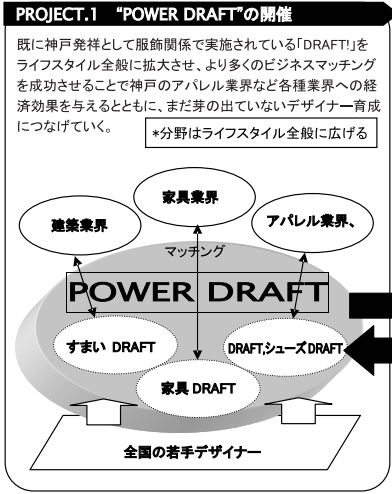 PROJECT.1 “POWER DRAFT”の開催
既に神戸発祥として服飾関係で実施されている「DRAFT!」を
ライフスタイル全般に拡大させ、より多くのビジネスマッチング
を成功させることで神戸のアパレル業界など各種業界への経
済効果を与えるとともに、まだ芽の出ていないデザイナー育成
につなげていく。
*分野はライフスタイル全般に広げる
家具業界
建築業界
アパレル業界、
マッチング
POWER DRAFT
すまい DRAFT
DRAFT,シューズDRAFT
家具 DRAFT
全国の若手デザイナー